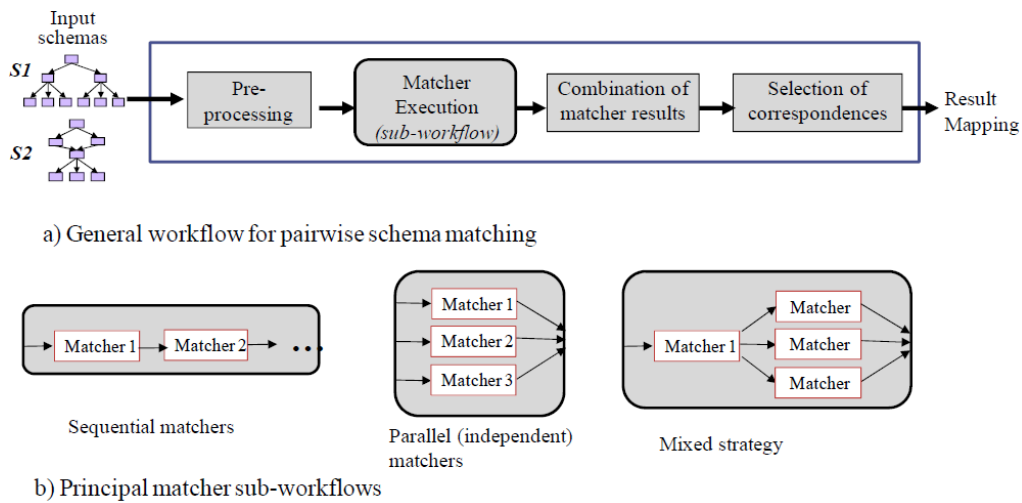 Input
schemas
S1
S2
Pre-
processing
Matcher
Execution
(sub-workflow)
Combination of
matcher results
Selection of
correspondences
Result
Mapping
a) General workflow for pairwise schema matching
Matcher 1
Matcher 2
...
Sequential matchers
Matcher 1
Matcher 2
Matcher 3
Parallel (independent)
matchers
Matcher 1
Matcher
Matcher
Matcher
Mixed strategy
b) Principal matcher sub-workflows